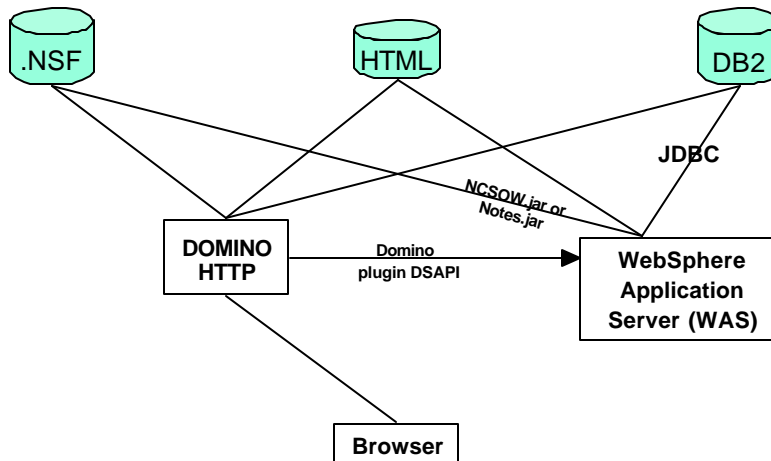 .NSF
HTML
DB2
JDBC
NCSOW.jar or
Notes.jar
DOMINO
HTTP
Domino
plugin DSAPI
WebSphere
Application
Server (WAS)
Browser